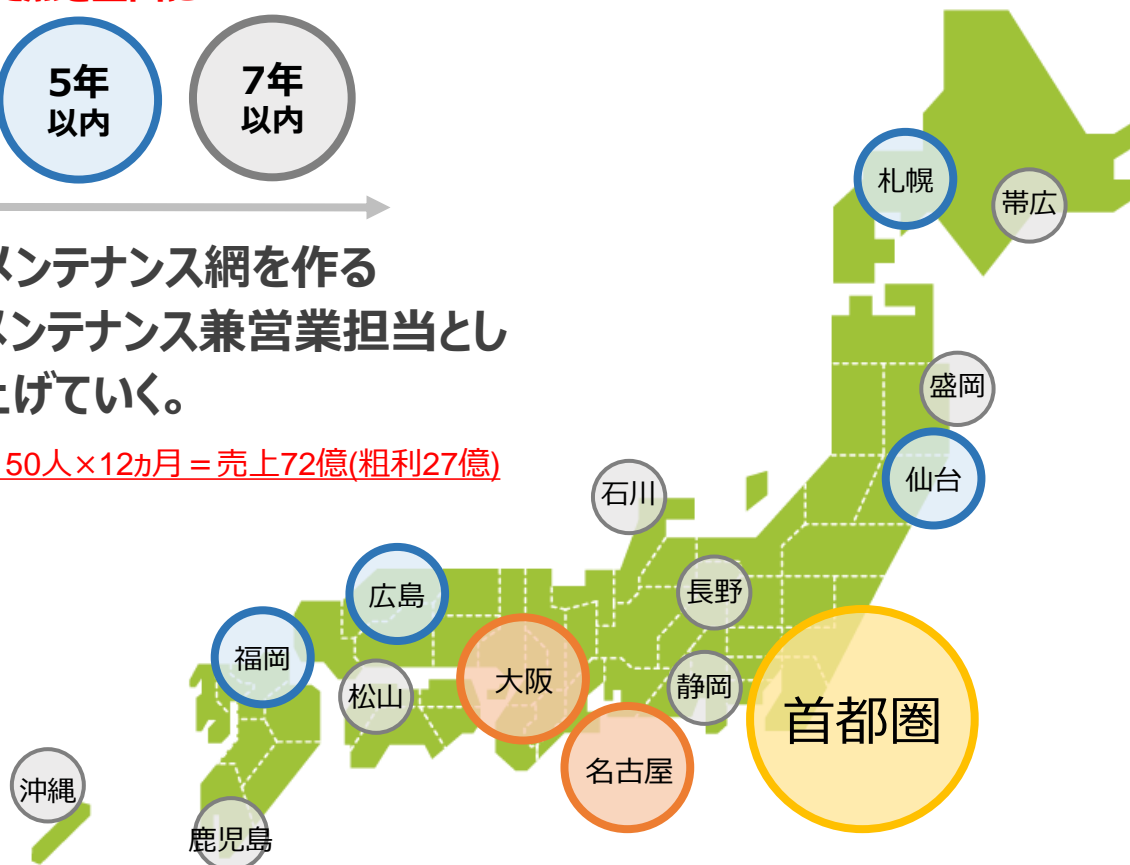 5年
以内
7年
以内
メンテナンス網を作る
メンテナンス兼営業担当とし
上げていく。
50人×12ヵ月＝売上72億(粗利27億)
札幌
帯広
盛岡
仙台
石川
長野
広島
福岡
松山
大阪
静岡
首都圏
名古屋
沖縄
鹿児島